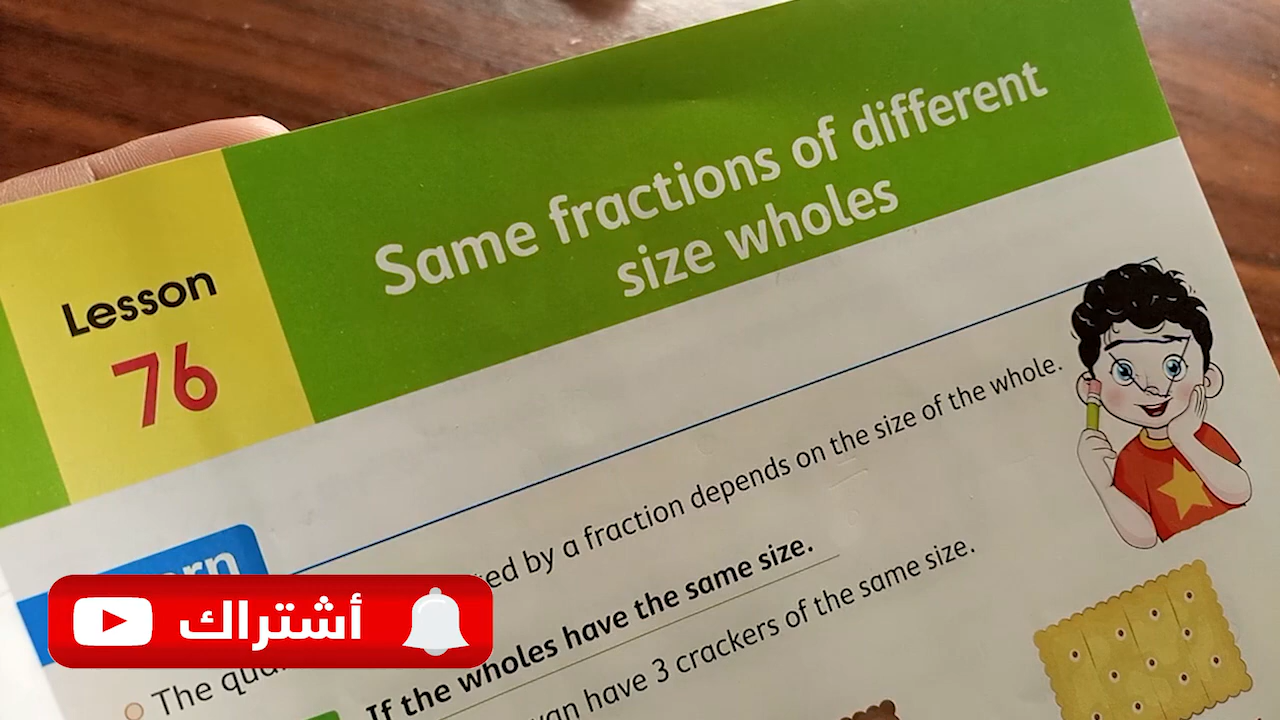 Same fractions of different
size wholes
Lesson
76
by a fraction depends on the size of the whole.
The
If the wholes have the same size.
have 3 crackers of the same size.
أشتراك